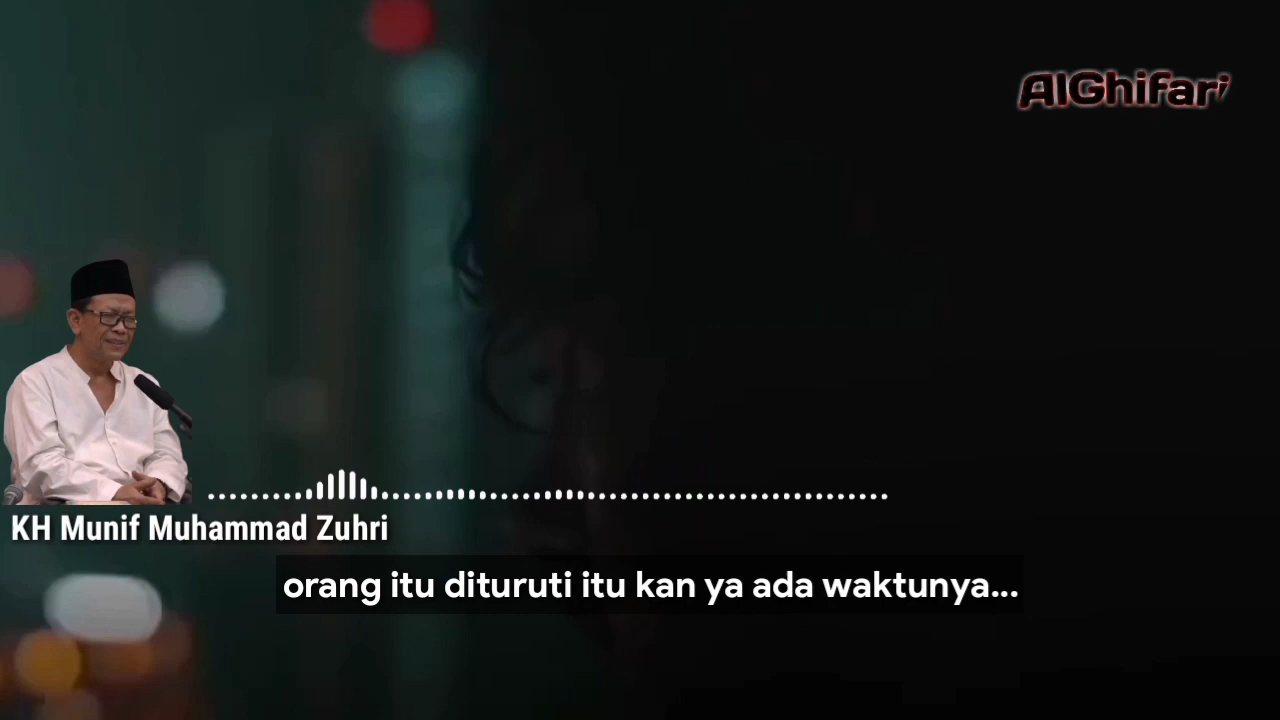 AlGhifari
KH Munif Muhammad Zuhri
orang itu dituruti itu kan ya ada waktunya...